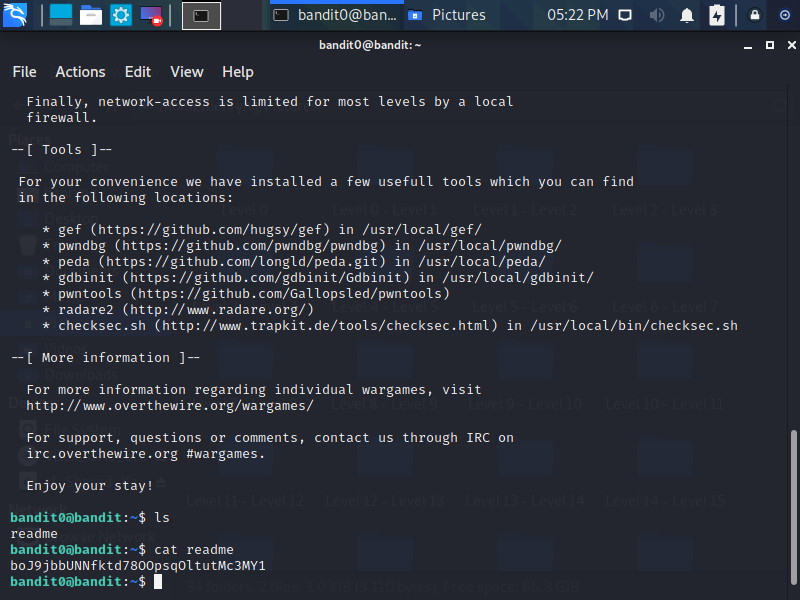 bandit0@ban...
Pictures
05:22 PM
bandit0@bandit: ~
File Actions Edit View Help
Finally, network-access is limited for most levels by a local
firewall.
--[ Tools ]--
For your convenience we have installed a few usefull tools which you can find
in the following locations:
* gef (https://github.com/hugsy/gef) in /usr/local/gef/
* pwndbg (https://github.com/pwndbg/pwndbg) in /usr/local/pwndbg/
* peda (https://github.com/longld/peda.git) in /usr/local/peda/
* gdbinit (https://github.com/gdbinit/Gdbinit) in /usr/local/gdbinit/
* pwntools (https://github.com/Gallopsled/pwntools)
* radare2 (http://www.radare.org/)
* checksec.sh (http://www.trapkit.de/tools/checksec.html) in /usr/local/bin/checksec.sh
--[ More information ]--
For more information regarding individual wargames, visit
http://www.overthewire.org/wargames/
For support, questions or comments, contact us through IRC on
irc.overthewire.org #wargames.
Enjoy your stay!
bandit0@bandit:~$ ls
readme
bandit0@bandit:~$ cat readme
boJ9jbbUNNfktd78OOpsqOltutMc3MY1
bandit0@bandit:~$